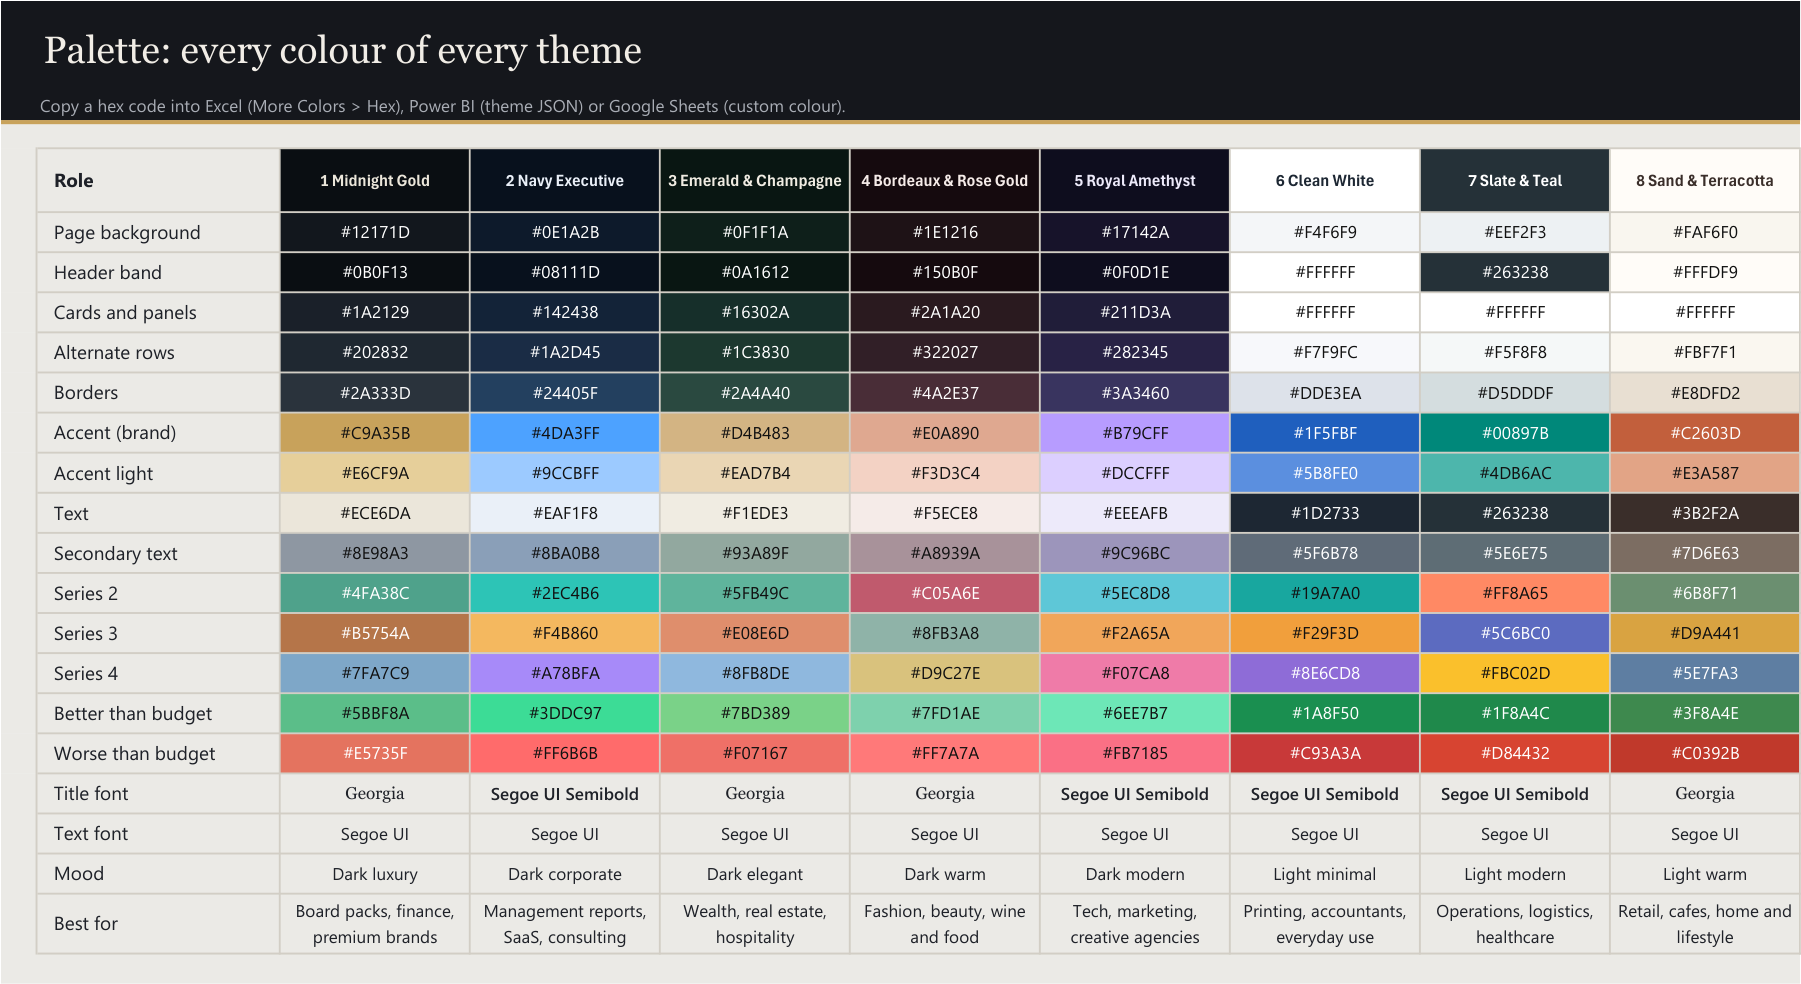 Palette: every colour of every theme
Copy a hex code into Excel (More Colors > Hex), Power BI (theme JSON) or Google Sheets (custom colour).
Role 1 Midnight Gold 2 Navy Executive 3 Emerald & Champagne 4 Bordeaux & Rose Gold 5 Royal Amethyst 6 Clean White 7 Slate & Teal 8 Sand & Terracotta
Page background #12171D #0E1A2B #0F1F1A #1E1216 #17142A #F4F6F9 #EEF2F3 #FAF6F0
Header band #0B0F13 #08111D #0A1612 #150B0F #0F0D1E #FFFFFF #263238 #FFFDF9
Cards and panels #1A2129 #142438 #16302A #2A1A20 #211D3A #FFFFFF #FFFFFF #FFFFFF
Alternate rows #202832 #1A2D45 #1C3830 #322027 #282345 #F7F9FC #F5F8F8 #FBF7F1
Borders #2A333D #24405F #2A4A40 #4A2E37 #3A3460 #DDE3EA #D5DDDF #E8DFD2
Accent (brand) #C9A35B #4DA3FF #D4B483 #E0A890 #B79CFF #1F5FBF #00897B #C2603D
Accent light #E6CF9A #9CCBFF #EAD7B4 #F3D3C4 #DCCFFF #5B8FE0 #4DB6AC #E3A587
Text #ECE6DA #EAF1F8 #F1EDE3 #F5ECE8 #EEEAFB #1D2733 #263238 #3B2F2A
Secondary text #8E98A3 #8BA0B8 #93A89F #A8939A #9C96BC #5F6B78 #5E6E75 #7D6E63
Series 2 #4FA38C #2EC4B6 #5FB49C #C05A6E #5EC8D8 #19A7A0 #FF8A65 #6B8F71
Series 3 #B5754A #F4B860 #E08E6D #8FB3A8 #F2A65A #F29F3D #5C6BC0 #D9A441
Series 4 #7FA7C9 #A78BFA #8FB8DE #D9C27E #F07CA8 #8E6CD8 #FBC02D #5E7FA3
Better than budget #5BBF8A #3DDC97 #7BD389 #7FD1AE #6EE7B7 #1A8F50 #1F8A4C #3F8A4E
Worse than budget #E5735F #FF6B6B #F07167 #FF7A7A #FB7185 #C93A3A #D84432 #C0392B
Title font Georgia Segoe UI Semibold Georgia Georgia Segoe UI Semibold Segoe UI Semibold Segoe UI Semibold Georgia
Text font Segoe UI Segoe UI Segoe UI Segoe UI Segoe UI Segoe UI Segoe UI Segoe UI
Mood Dark luxury Dark corporate Dark elegant Dark warm Dark modern Light minimal Light modern Light warm
Best for
Board packs, finance,
premium brands
Management reports,
SaaS, consulting
Wealth, real estate,
hospitality
Fashion, beauty, wine
and food
Tech, marketing,
creative agencies
Printing, accountants,
everyday use
Operations, logistics,
healthcare
Retail, cafes, home and
lifestyle